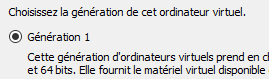 Choisissez la génération de cet ordinateur virtuel.
Génération 1
Cette génération d'ordinateurs virtuels prend en
et 64 bits. Elle fournit le matériel virtuel disponible